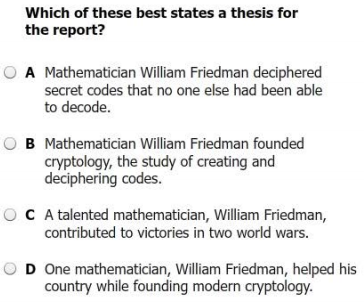 Which of these best states a thesis for
the report?
A Mathematician William Friedman deciphered
secret codes that no one else had been able
to decode.
B Mathematician William Friedman founded
cryptology, the study of creating and
deciphering codes.
C A talented mathematician, William Friedman,
contributed to victories in two world wars.
D One mathematician, William Friedman, helped his
country while founding modern cryptology.